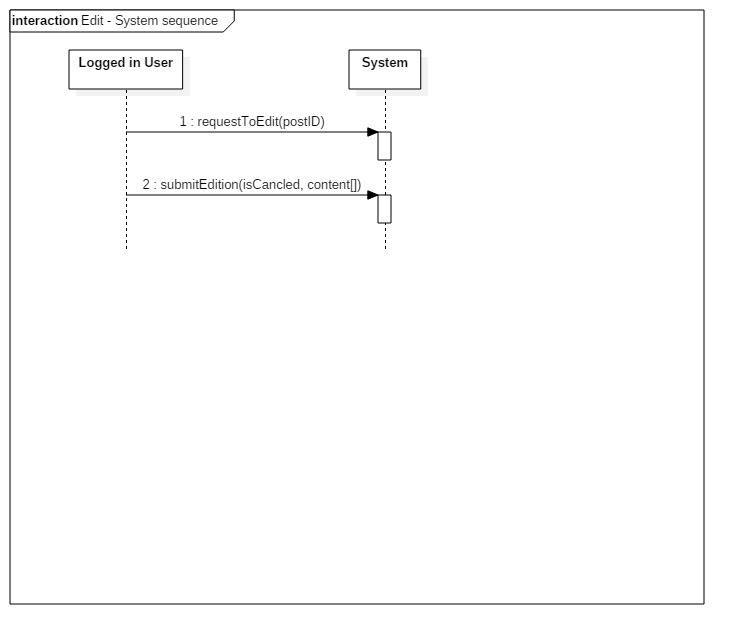 interaction Edit - System sequence
Logged in User
System
1 : requestToEdit(postID)
2 : submitEdition(isCancled, content[])